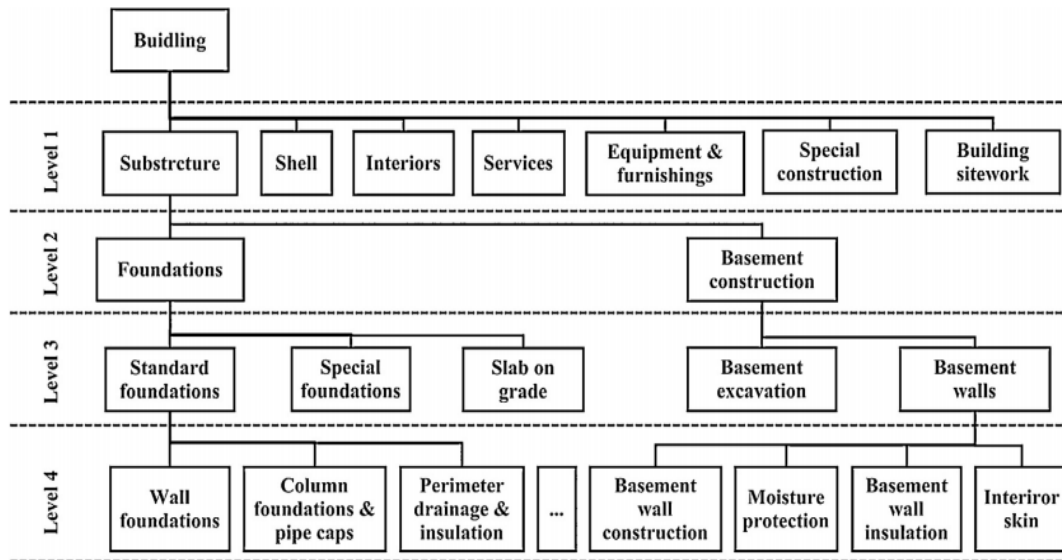 Buidling
Level 1
Substrcture
Shell
Interiors
Services
Equipment &
furnishings
Special
construction
Building
sitework
Level 2
Foundations
Basement
construction
Level 3
Standard
foundations
Special
foundations
Slab on
grade
Basement
excavation
Basement
walls
Level 4
Wall
foundations
Column
foundations &
pipe caps
Perimeter
drainage &
insulation
...
Basement
wall
construction
Moisture
protection
Basement
wall
insulation
Interiror
skin